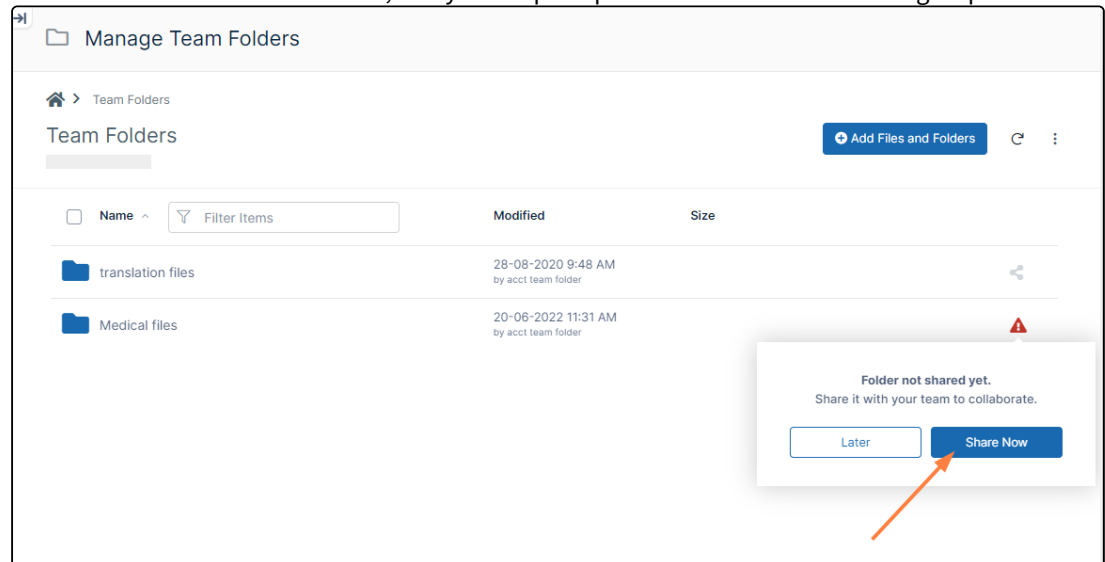 Manage Team Folders
Team Folders
Team Folders
Add Files and Folders
Name
Filter Items
Modified
Size
translation files
28-08-2020 9:48 AM
by acct team folder
Medical files
20-06-2022 11:31 AM
by acct team folder
Folder not shared yet.
Share it with your team to collaborate.
Later
Share Now